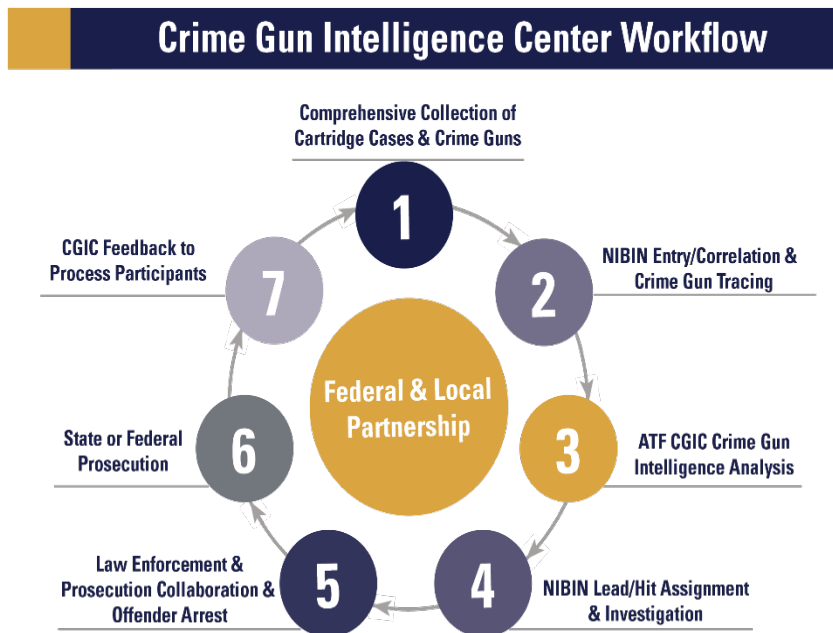 Crime Gun Intelligence Center Workflow
Comprehensive Collection of
Cartridge Cases & Crime Guns
1
2
NIBIN Entry/Correlation &
Crime Gun Tracing
3
ATF CGIC Crime Gun
Intelligence Analysis
4
NIBIN Lead/Hit Assignment
& Investigation
5
Law Enforcement &
Prosecution Collaboration &
Offender Arrest
6
State or Federal
Prosecution
7
CGIC Feedback to
Process Participants
Federal & Local
Partnership